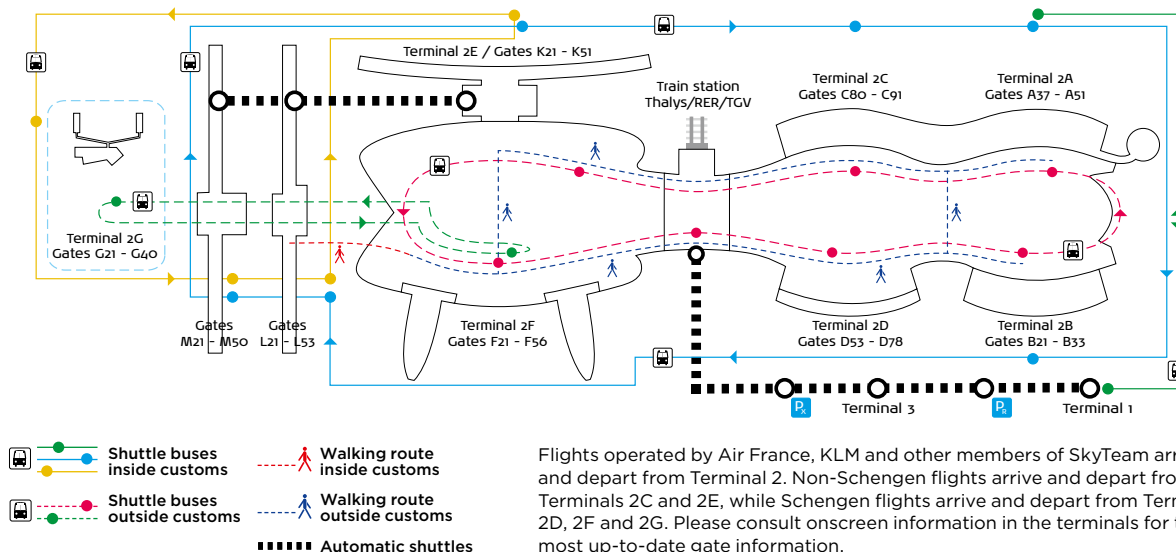 Terminal 2E / Gates K21 - K51
Train station
Thalys/RER/TGV
Terminal 2C
Gates C80 - C91
Terminal 2A
Gates A37 - A51
Terminal 2G
Gates G21 - G40
Gates
M21 - M50
Gates
L21 - L53
Terminal 2F
Gates F21 - F56
Terminal 2D
Gates D53 - D78
Terminal 2B
Gates B21 - B33
PX
Terminal 3
PR
Terminal 1
Shuttle buses
inside customs
Shuttle buses
outside customs
Walking route
inside customs
Walking route
outside customs
Automatic shuttles
Flights operated by Air France, KLM and other members of SkyTeam
and depart from Terminal 2. Non-Schengen flights arrive and depart
Terminals 2C and 2E, while Schengen flights arrive and depart from
2D, 2F and 2G. Please consult onscreen information in the terminals for
most up-to-date gate information.